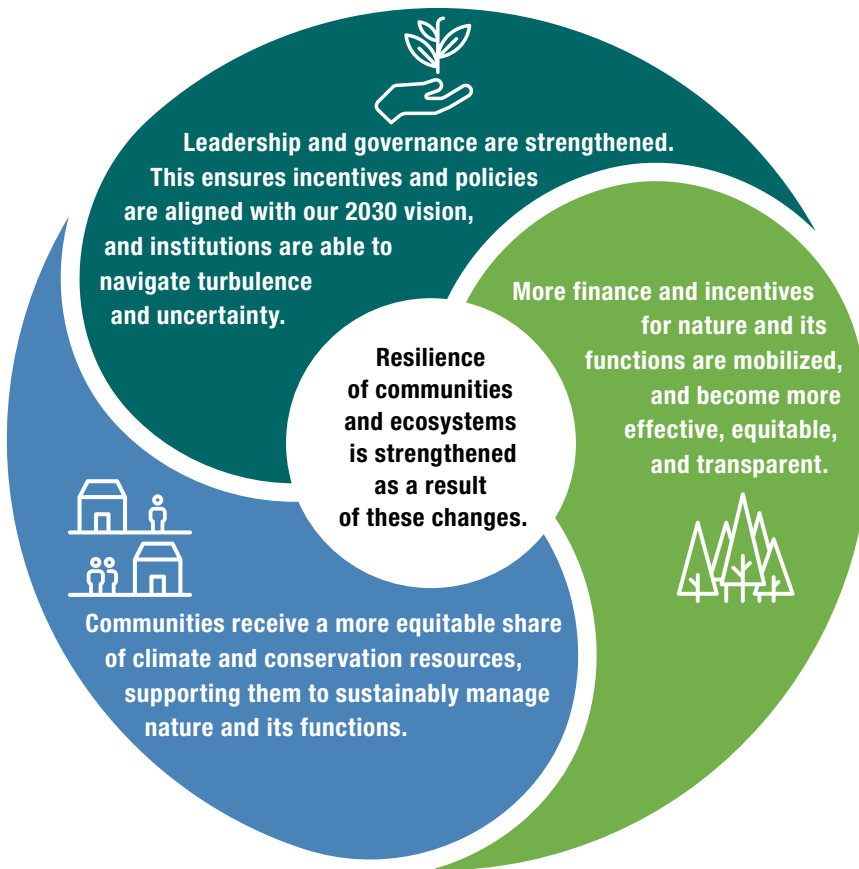 Leadership and governance are strengthened.
This ensures incentives and policies
are aligned with our 2030 vision,
and institutions are able to
navigate turbulence
and uncertainty.
More finance and incentives
for nature and its
functions are mobilized,
and become more
effective, equitable,
and transparent.
Resilience
of communities
and ecosystems
is strengthened
as a result
of these changes.
Communities receive a more equitable share
of climate and conservation resources,
supporting them to sustainably manage
nature and its functions.